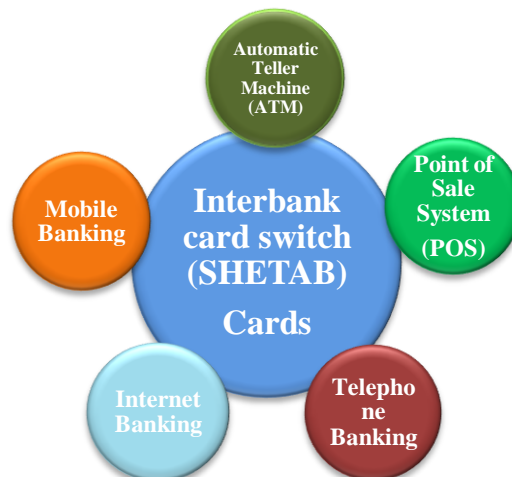 Automatic
Teller
Machine
(ATM)
Point of
Sale
System
(POS)
Mobile
Banking
Interbank
card switch
(SHETAB)
Cards
Internet
Banking
Telepho
ne
Banking